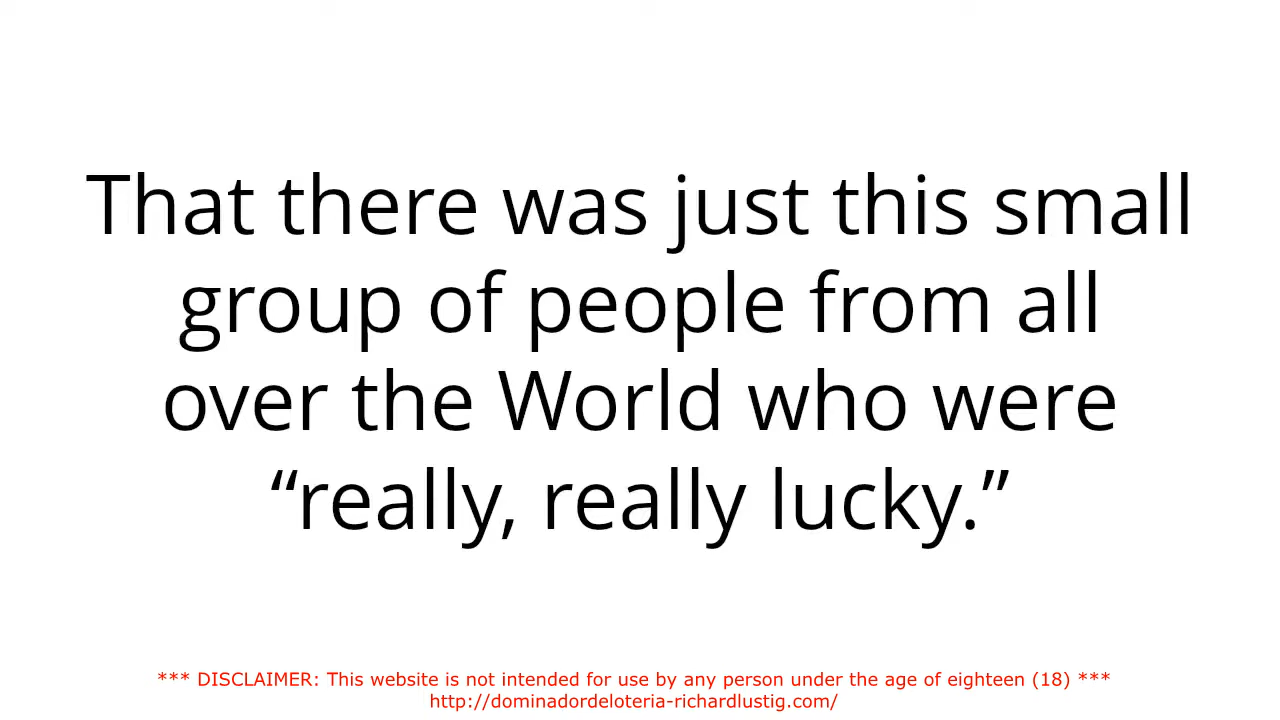 That there was just this small
group of people from all
over the World who were
“really, really lucky.”
*** DISCLAIMER: This website is not intended for use by any person under the age of eighteen (18) ***
http://dominadordeloteria-richardlustig.com/